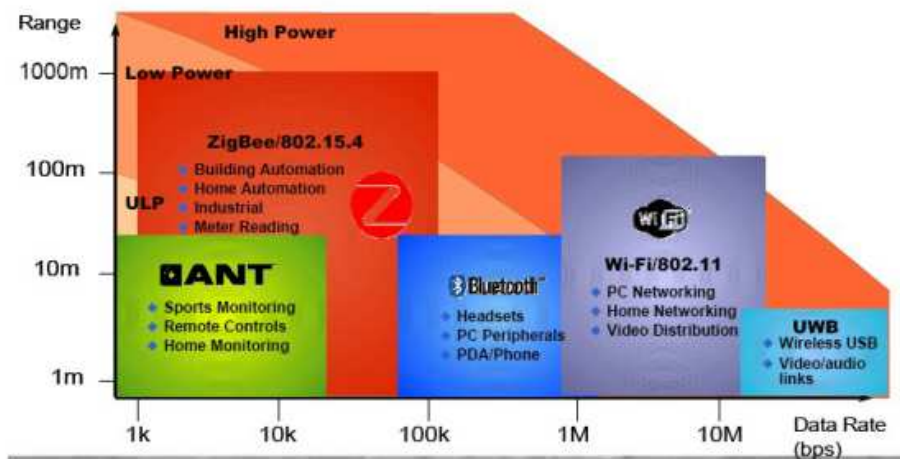 Range
High Power
1000m
Low Power
ZigBee/802.15.4
Building Automation
Home Automation
Industrial
Meter Reading
100m
ULP
10m
1m
ANT
Sports Monitoring
Remote Controls
Home Monitoring
Bluetooth™
Headsets
PC Peripherals
PDA/Phone
Wi Fi
Wi-Fi/802.11
PC Networking
Home Networking
Video Distribution
UWB
Wireless USB
Video/audio
links
1k
10k
100k
1M
10M
Data Rate
(bps)